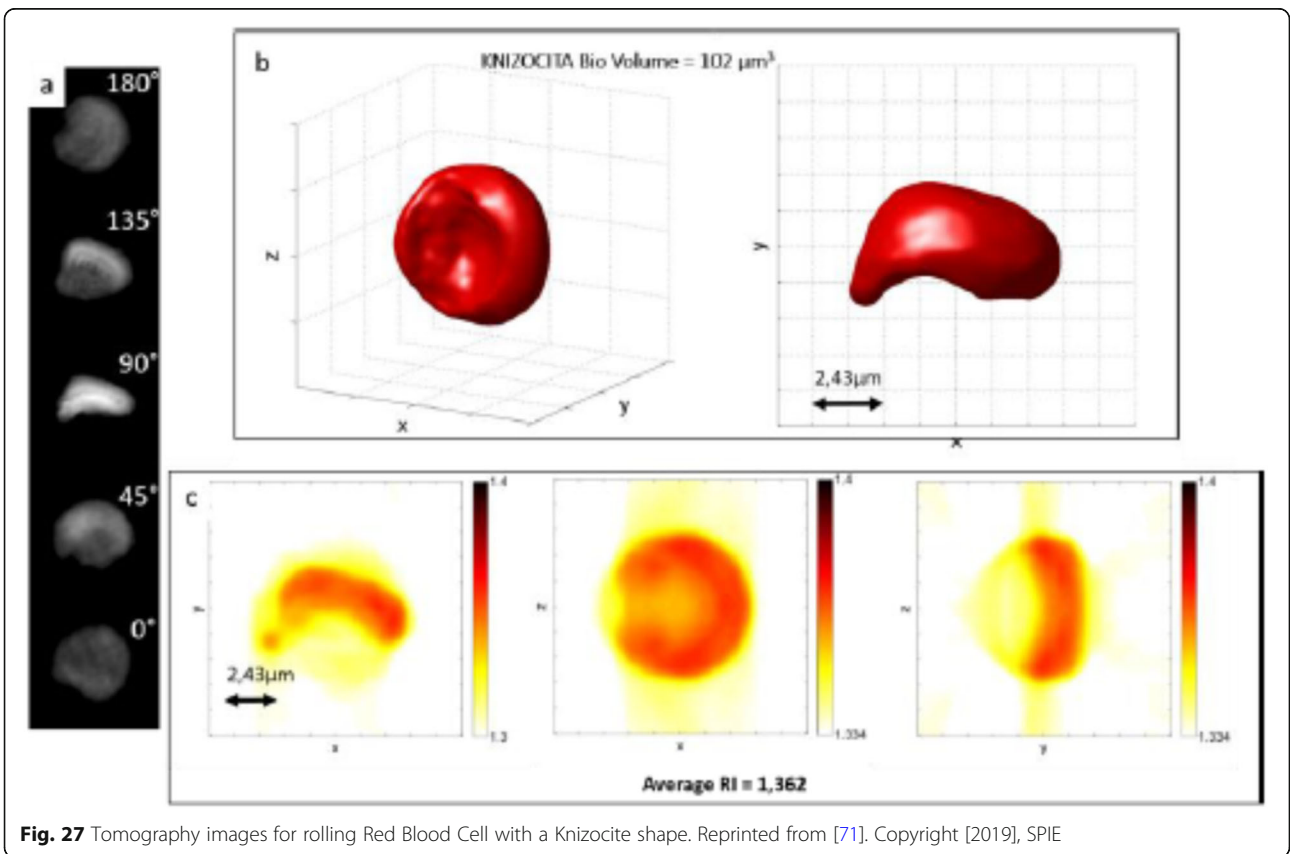 a
180°
135°
90°
45°
0°
b
KNIZOCITA Bio Volume = 102 µm³
z
x
y
y
2,43µm
x
c
y
2,43µm
x
1.4
1.3
z
x
1.4
1.334
z
y
1.4
1.334
Average RI = 1,362
Fig. 27 Tomography images for rolling Red Blood Cell with a Knizocite shape. Reprinted from [71]. Copyright [2019], SPIE